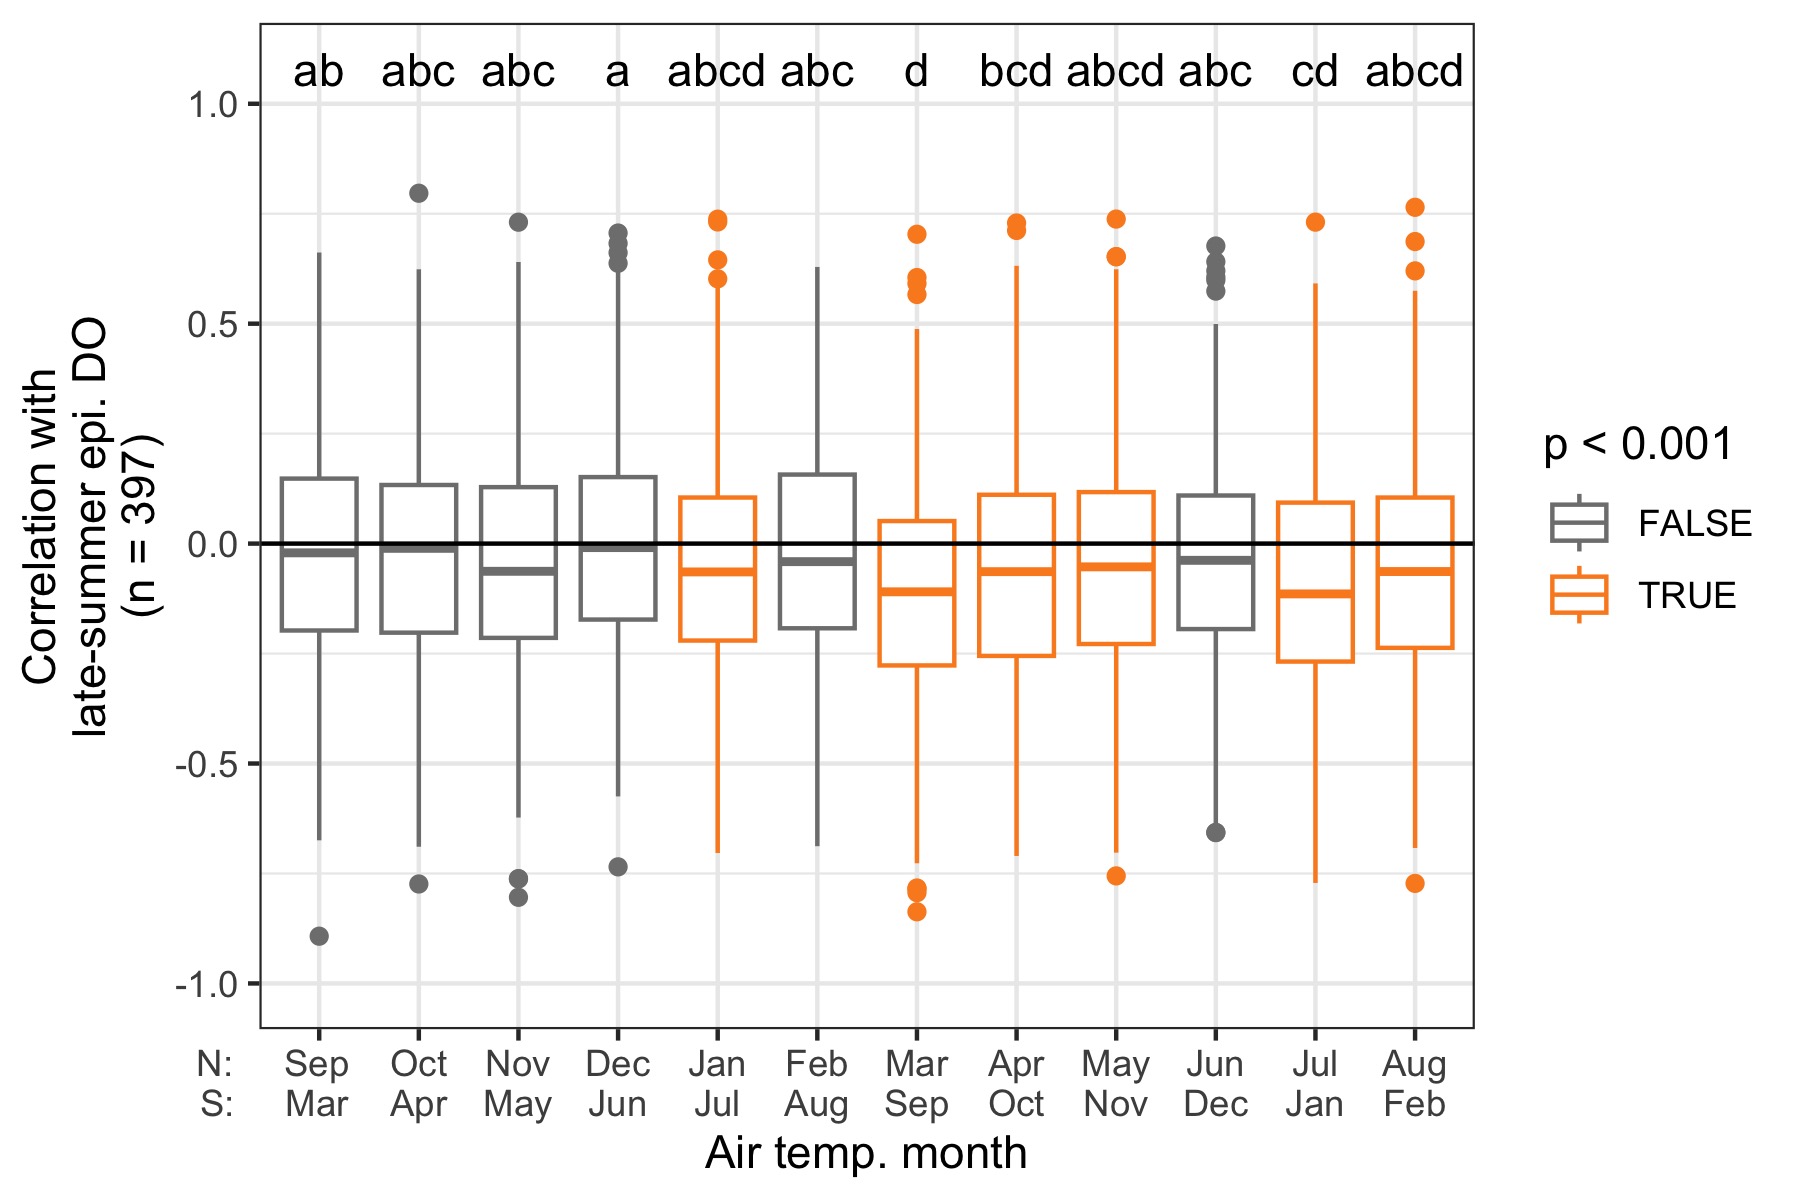 ab abc abc a abcd abc d bcd abcd abc cd abcd
1.0
0.5
0.0
-0.5
-1.0
Correlation with
late-summer epi. DO
(n = 397)
N: Sep Oct Nov Dec Jan Feb Mar Apr May Jun Jul Aug
S: Mar Apr May Jun Jul Aug Sep Oct Nov Dec Jan Feb
Air temp. month
p < 0.001
FALSE
TRUE